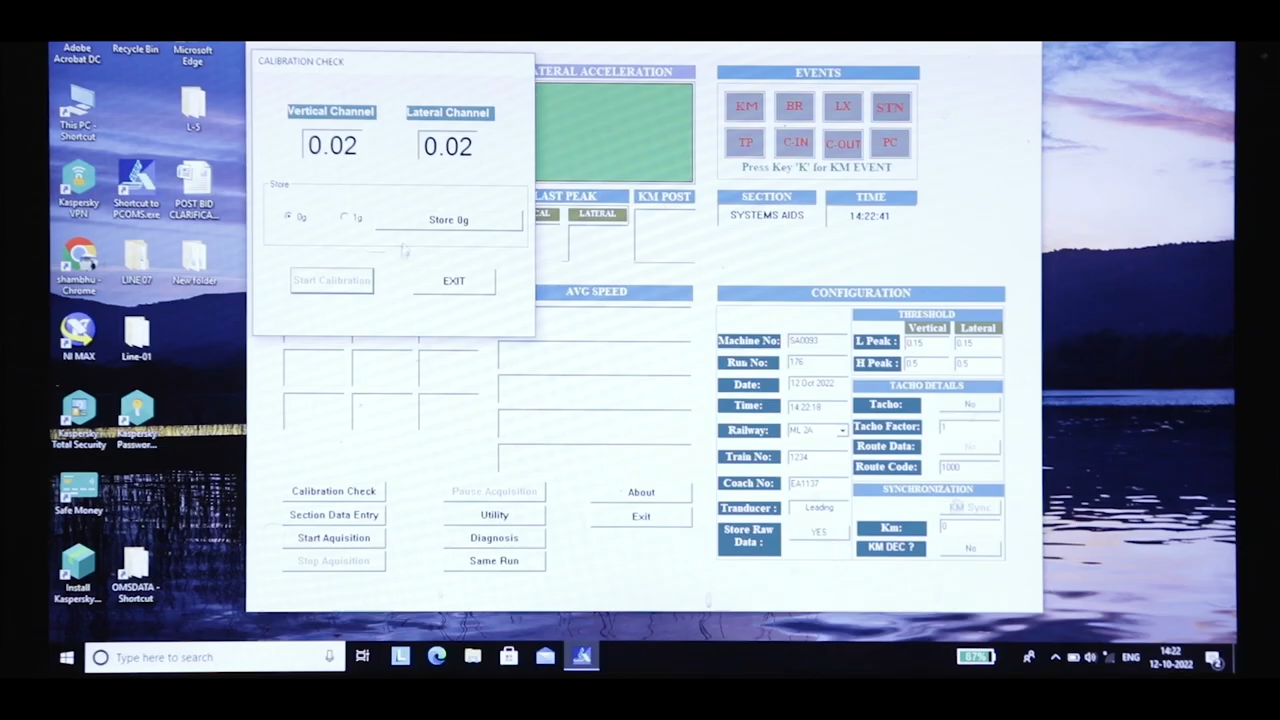 Adobe
Acrobat DC
Recycle Bin
Microsoft
Edge
This PC -
Shortcut
L-5
Kaspersky
VPN
Shortcut to
PCOMS.exe
POST BID
CLARIFICA...
shambhu -
Chrome
LINE 07
New folder
NI MAX
Line-01
Kaspersky
Total Security
Kaspersky
Passwor...
Safe Money
Install
Kaspersky...
OMSDATA -
Shortcut
CALIBRATION CHECK
Vertical Channel
Lateral Channel
0.02
0.02
Store
0g
1g
Store 0g
Start Calibration
EXIT
ATERAL ACCELERATION
LAST PEAK
KM POST
CAL
LATERAL
AVG SPEED
EVENTS
KM BR LX STN
TP C-IN C-OUT PC
Press Key 'K' for KM EVENT
SECTION
TIME
SYSTEMS AIDS
14:22:41
CONFIGURATION
Machine No: SA0093
Run No: 176
Date: 12 Oct 2022
Time: 14:22:18
Railway: ML 2A
Train No: 1234
Coach No: EA1137
Tranducer : Leading
Store Raw
Data : YES
THRESHOLD
Vertical Lateral
L Peak : 0.15 0.15
H Peak : 0.5 0.5
TACHO DETAILS
Tacho: No
Tacho Factor: 1
Route Data: No
Route Code: 1000
SYNCHRONIZATION
KM Sync
Km: 0
KM DEC ? No
Calibration Check
Section Data Entry
Start Aquisition
Stop Aquisition
Pause Acquisition
Utility
Diagnosis
Same Run
About
Exit
Type here to search
L
67%
ENG
14:22
12-10-2022
2